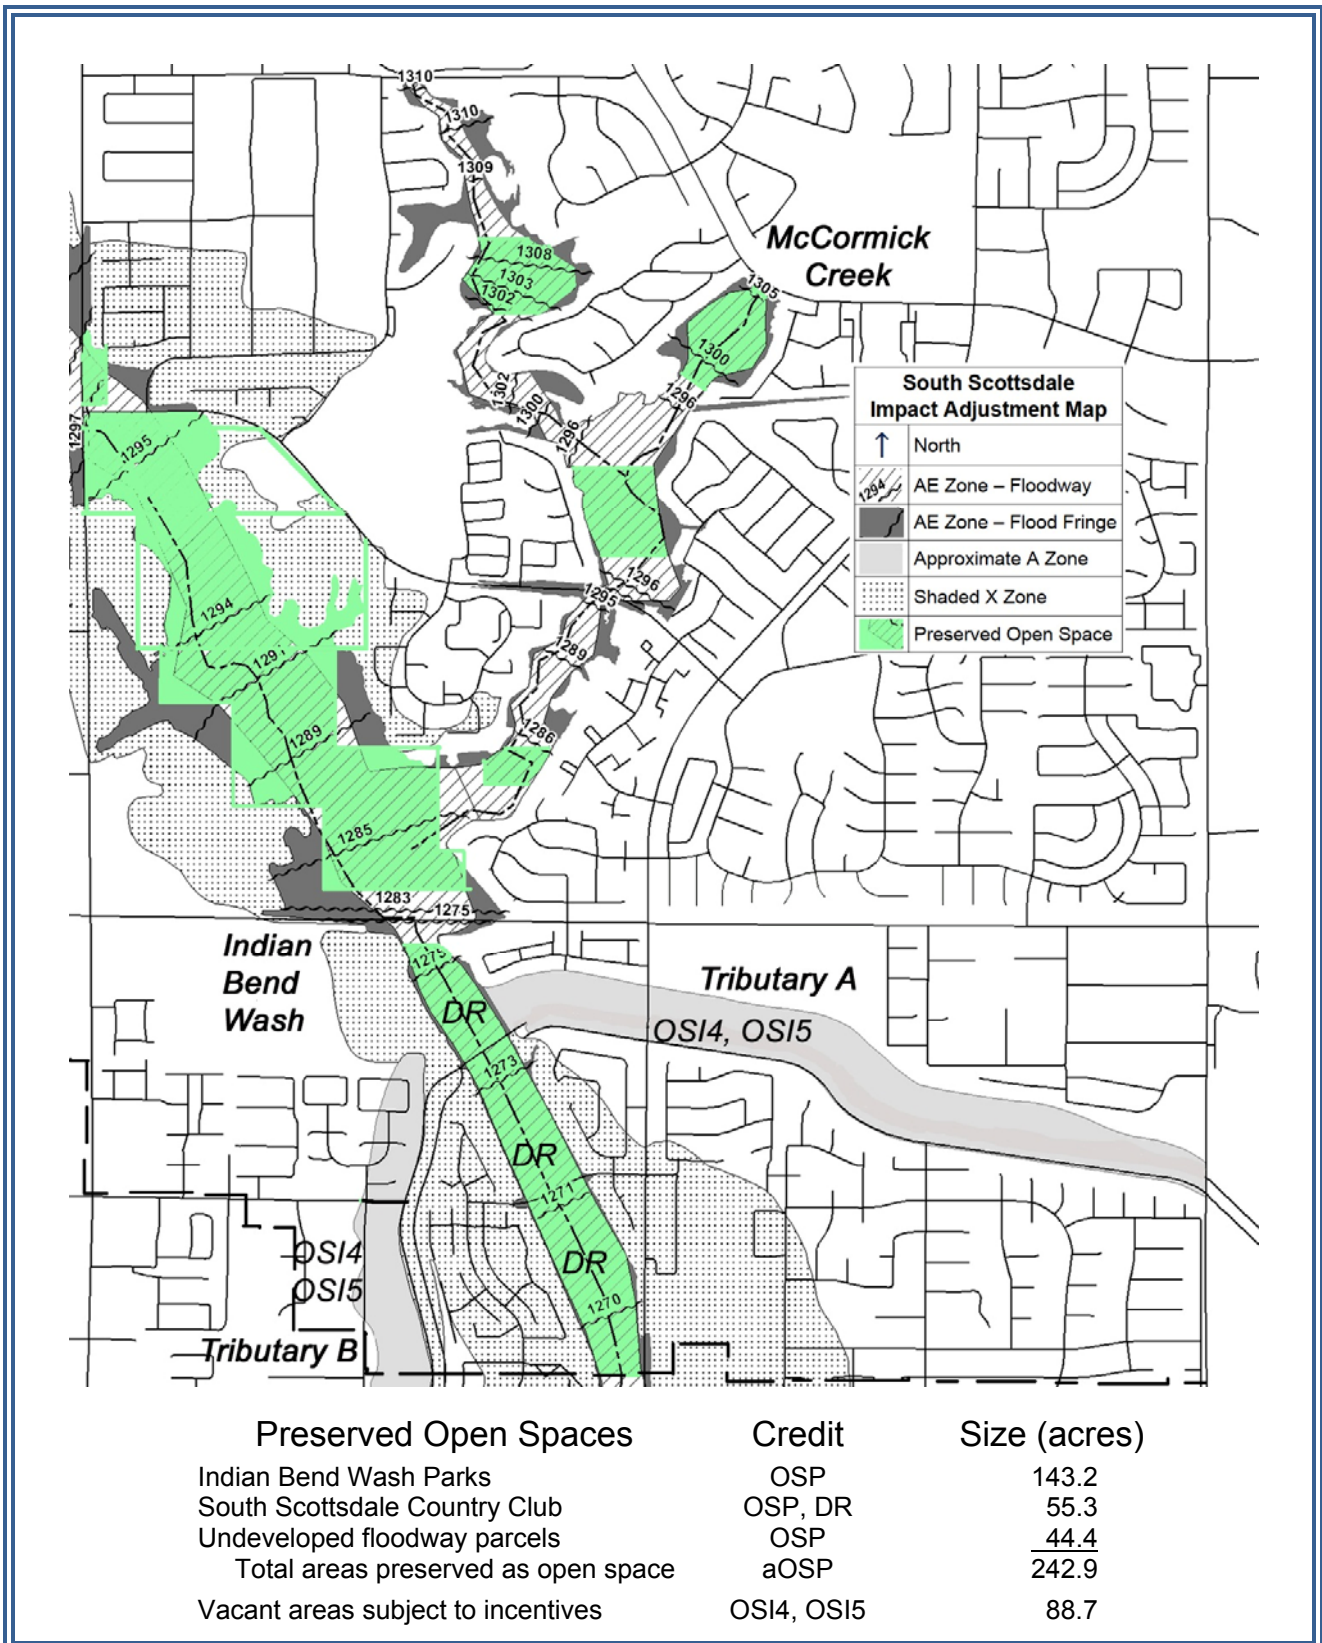 1310
1310
1309
McCormick
Creek
1308
1303
1302
1305
1300
1302
1300
1296
1296
1297
1295
South Scottsdale
Impact Adjustment Map
North
1294 AE Zone – Floodway
AE Zone – Flood Fringe
Approximate A Zone
Shaded X Zone
Preserved Open Space
1296
1295
1294
1289
1286
1289
1285
1283
1275
Indian
Bend
Wash
1275
Tributary A
DR
OSI4, OSI5
1273
DR
1271
OSI4
OSI5
DR
1270
Tributary B
Preserved Open Spaces Credit Size (acres)
Indian Bend Wash Parks OSP 143.2
South Scottsdale Country Club OSP, DR 55.3
Undeveloped floodway parcels OSP 44.4
Total areas preserved as open space aOSP 242.9
Vacant areas subject to incentives OSI4, OSI5 88.7